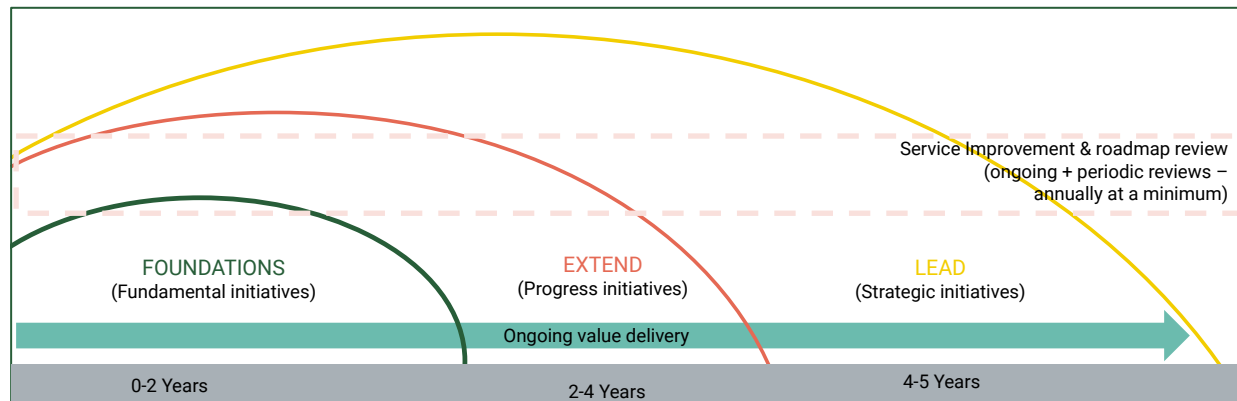 Service Improvement & roadmap review
(ongoing + periodic reviews –
annually at a minimum)
FOUNDATIONS
(Fundamental initiatives)
EXTEND
(Progress initiatives)
LEAD
(Strategic initiatives)
Ongoing value delivery
0-2 Years
2-4 Years
4-5 Years